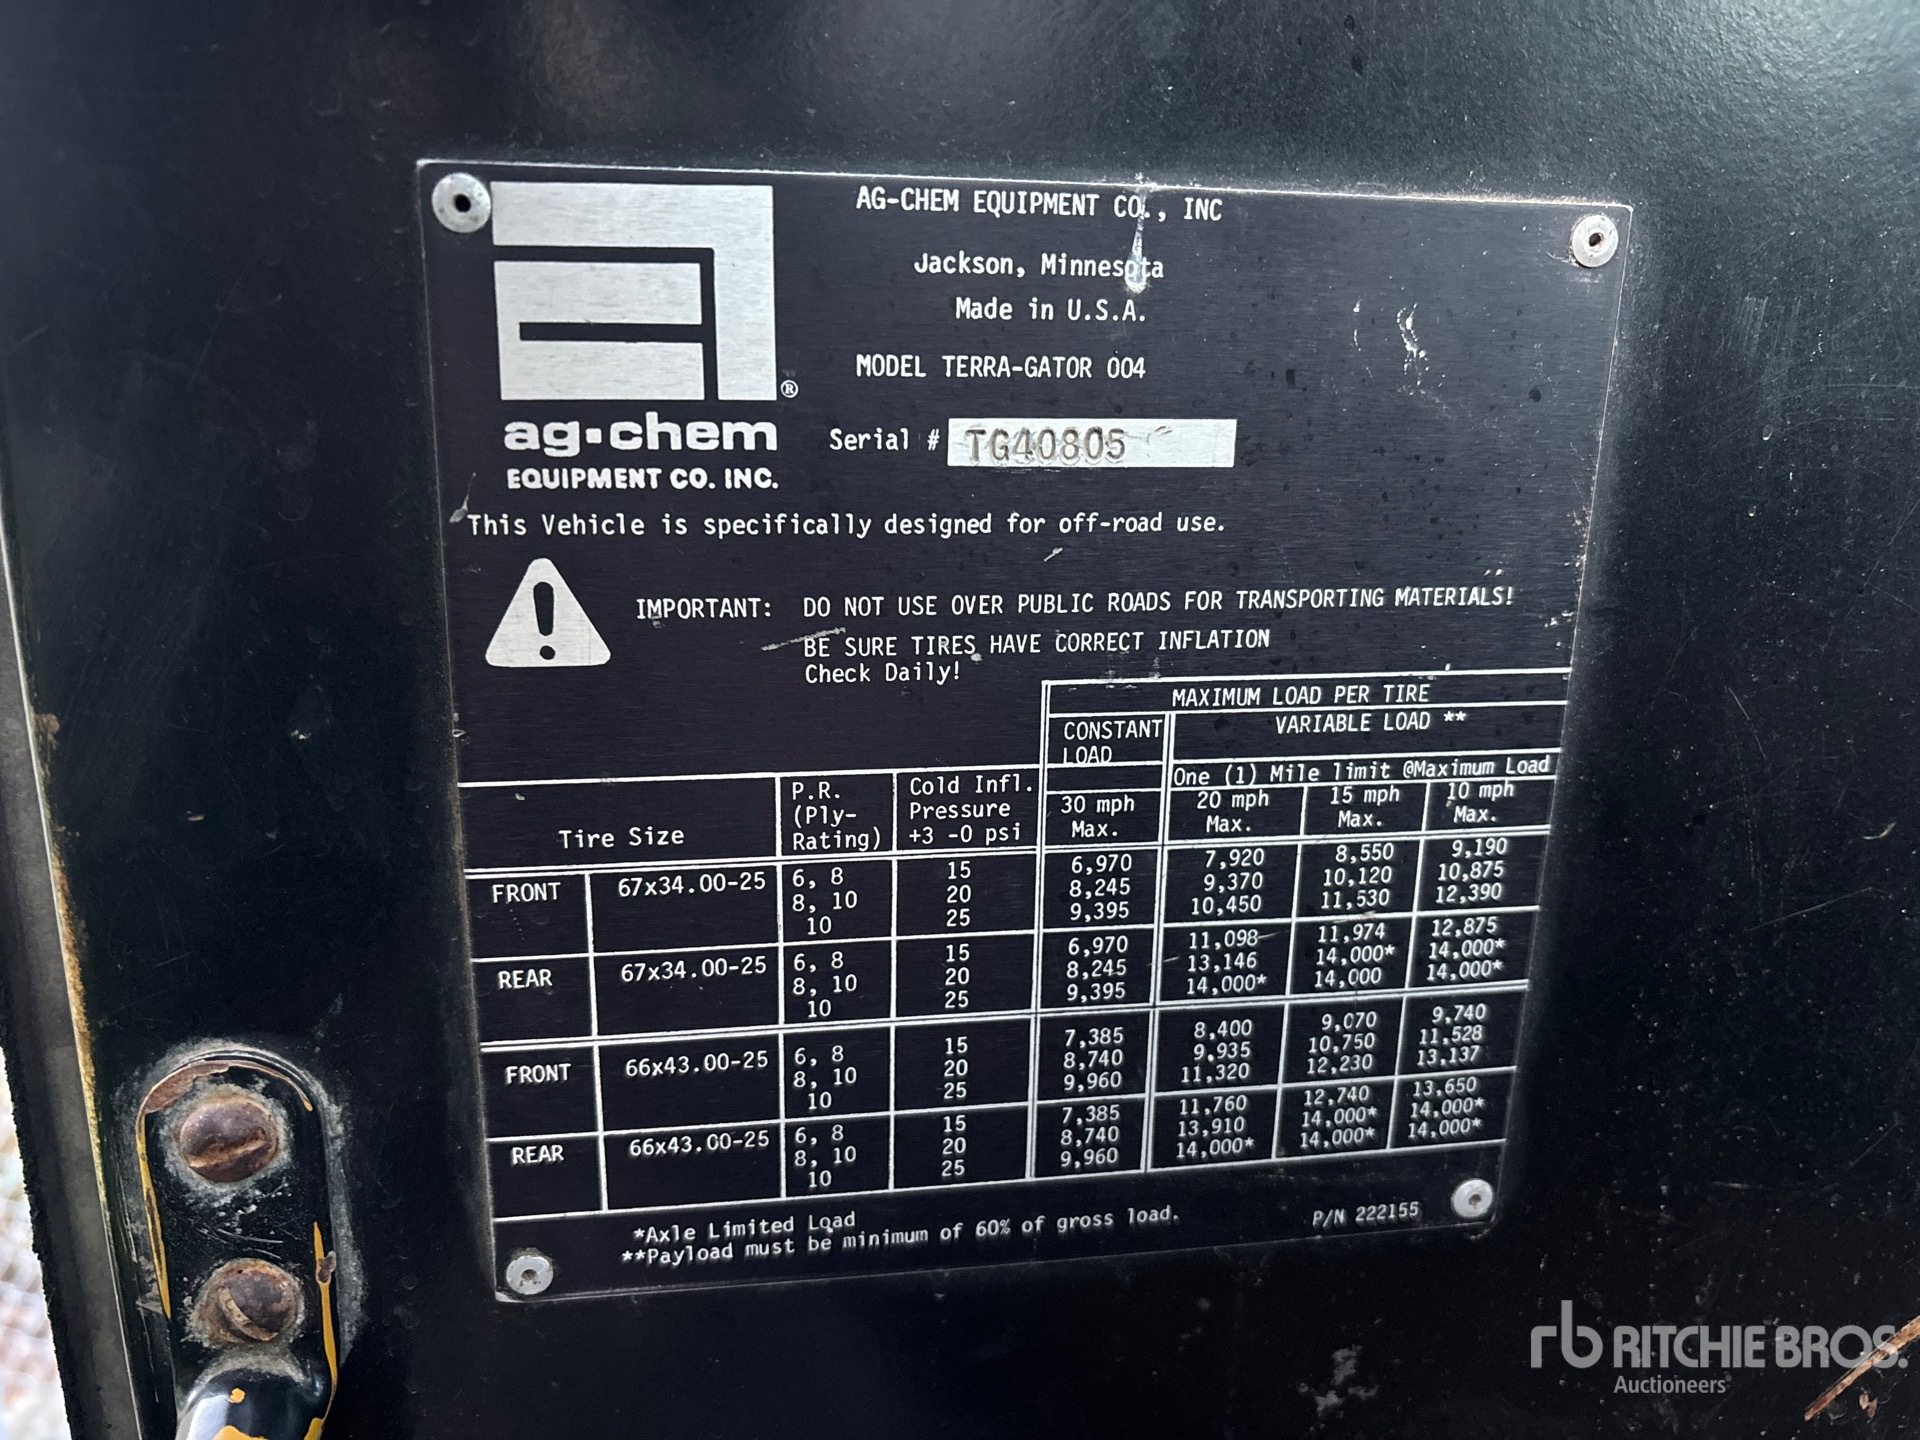 AG-CHEM EQUIPMENT CO., INC
Jackson, Minnesota
Made in U.S.A.
MODEL TERRA-GATOR 004
®
ag-chem
EQUIPMENT CO. INC.
Serial # TG40805
This Vehicle is specifically designed for off-road use.
IMPORTANT: DO NOT USE OVER PUBLIC ROADS FOR TRANSPORTING MATERIALS!
BE SURE TIRES HAVE CORRECT INFLATION
Check Daily!
MAXIMUM LOAD PER TIRE
CONSTANT LOAD
VARIABLE LOAD **
One (1) Mile limit @Maximum Load
Tire Size
P.R. (Ply-Rating)
Cold Infl. Pressure +3 -0 psi
30 mph Max.
20 mph Max.
15 mph Max.
10 mph Max.
FRONT 67x34.00-25
6, 8 15 6,970 7,920 8,550 9,190
8, 10 20 8,245 9,370 10,120 10,875
10 25 9,395 10,450 11,530 12,390
REAR 67x34.00-25
6, 8 15 6,970 11,098 11,974 12,875
8, 10 20 8,245 13,146 14,000* 14,000*
10 25 9,395 14,000* 14,000 14,000*
FRONT 66x43.00-25
6, 8 15 7,385 8,400 9,070 9,740
8, 10 20 8,740 9,935 10,750 11,528
10 25 9,960 11,320 12,230 13,137
REAR 66x43.00-25
6, 8 15 7,385 11,760 12,740 13,650
8, 10 20 8,740 13,910 14,000* 14,000*
10 25 9,960 14,000* 14,000* 14,000*
*Axle Limited Load
**Payload must be minimum of 60% of gross load.
P/N 222155
rb RITCHIE BROS.
Auctioneers